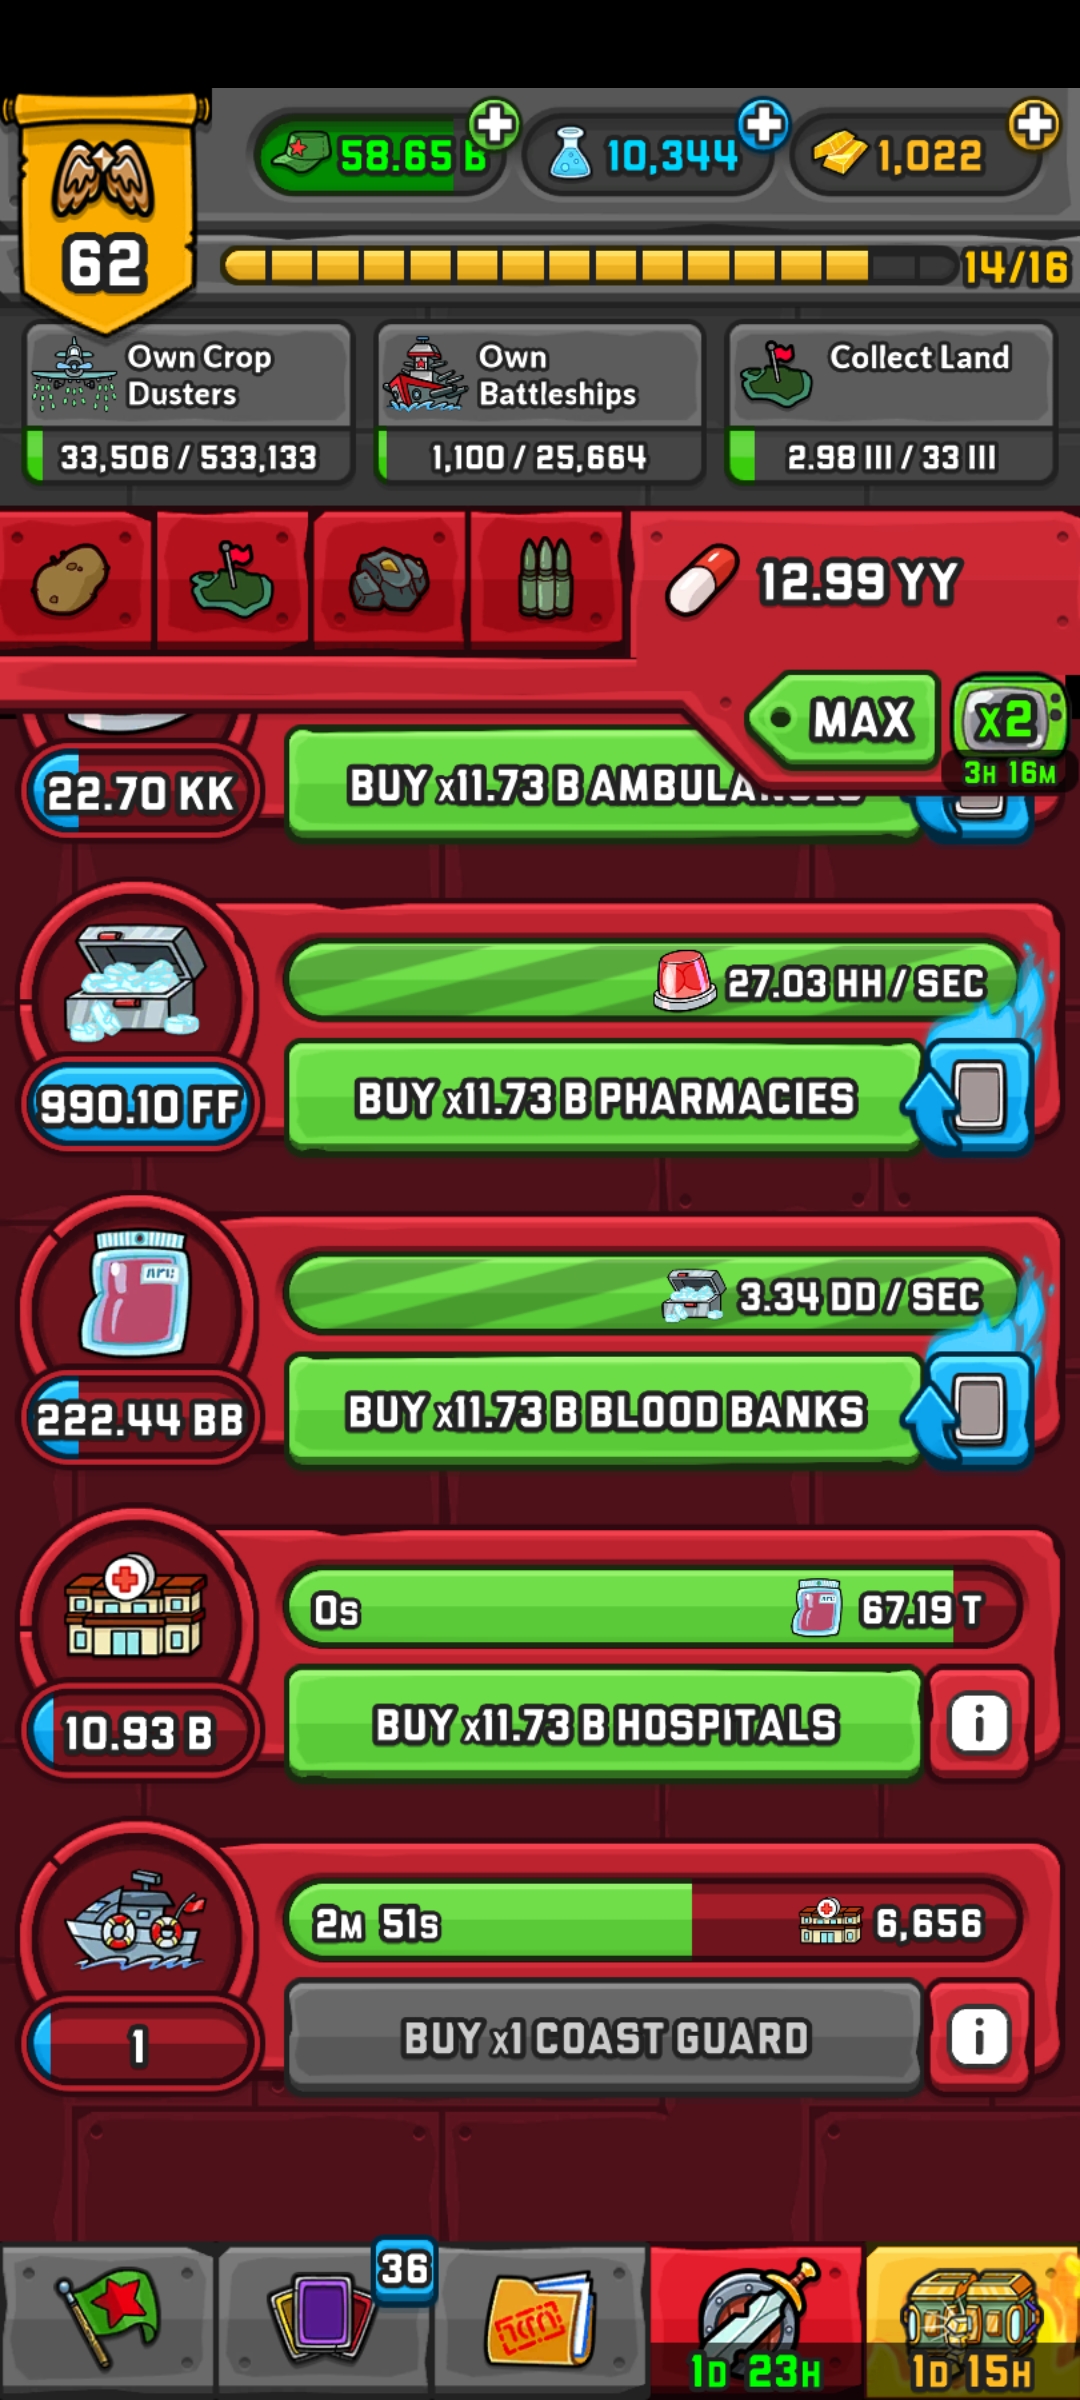 58.65 B
10,344
1,022
62
14/16
Own Crop
Dusters
33,506 / 533,133
Own
Battleships
1,100 / 25,664
Collect Land
2.98 III / 33 III
12.99 YY
MAX
x2
3H 16M
22.70 KK
BUY x11.73 B
27.03 HH / SEC
990.10 FF
BUY x11.73 B PHARMACIES
3.34 DD / SEC
222.44 BB
BUY x11.73 B BLOOD BANKS
0s
67.19 T
10.93 B
BUY x11.73 B HOSPITALS
2M 51s
6,656
1
BUY x1 COAST GUARD
36
1D 23H
1D 15H